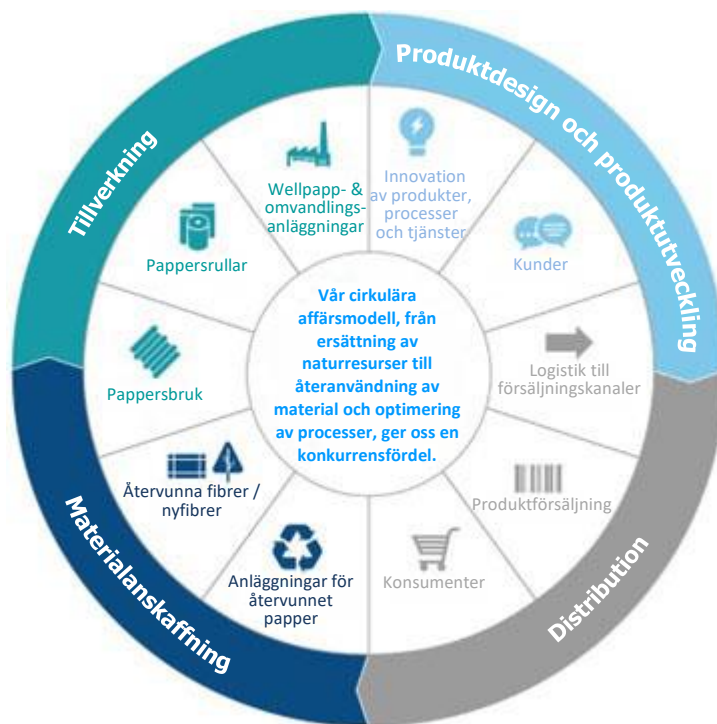 Produktdesign och produktutveckling
Tillverkning
Wellpapp- &
omvandlings-
anläggningar
Innovation
av produkter,
processer
och tjänster
Pappersrullar
Kunder
Vår cirkulära
affärsmodell, från
ersättning av
naturresurser till
återanvändning av
material och optimering
av processer, ger oss en
konkurrensfördel.
Pappersbruk
Logistik till
försäljningskanaler
Återvunna fibrer /
nyfibrer
Produktförsäljning
Anläggningar för
återvunnet
papper
Konsumenter
Materialanskaffning
Distribution